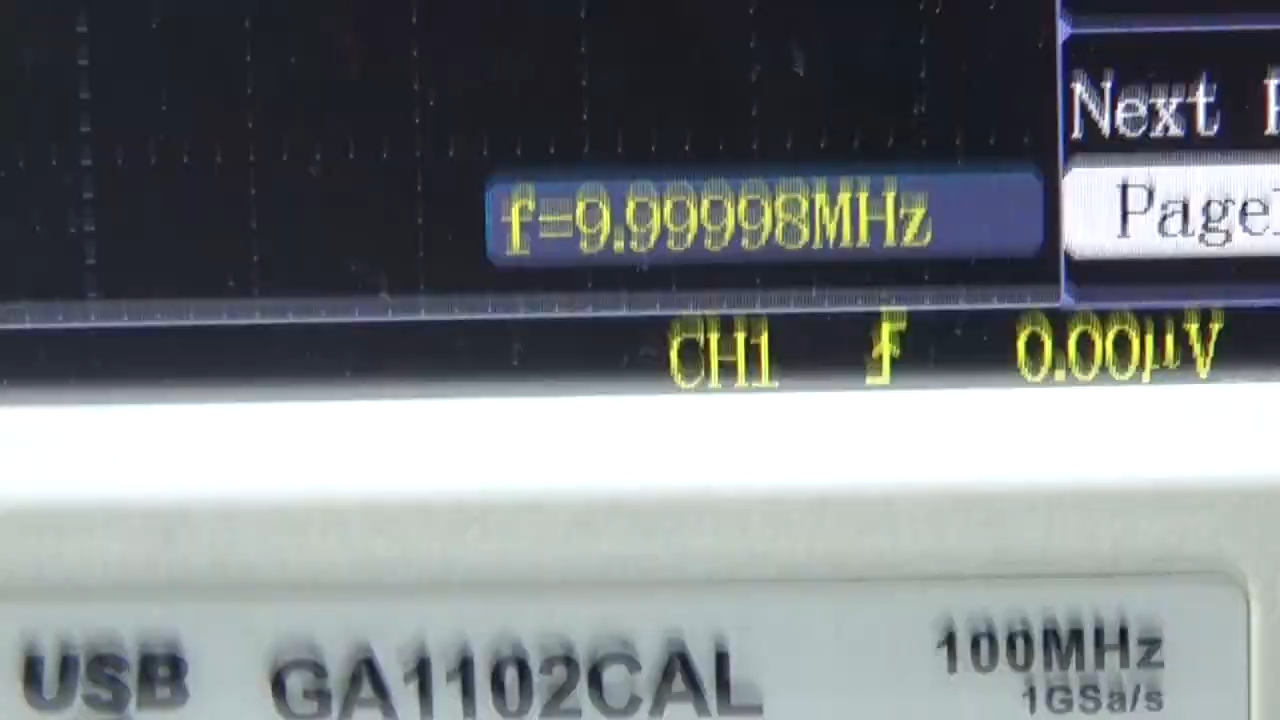 Next
Page
f=9.99998MHz
CH1 0.00µV
USB GA1102CAL 100MHz
1GSa/s